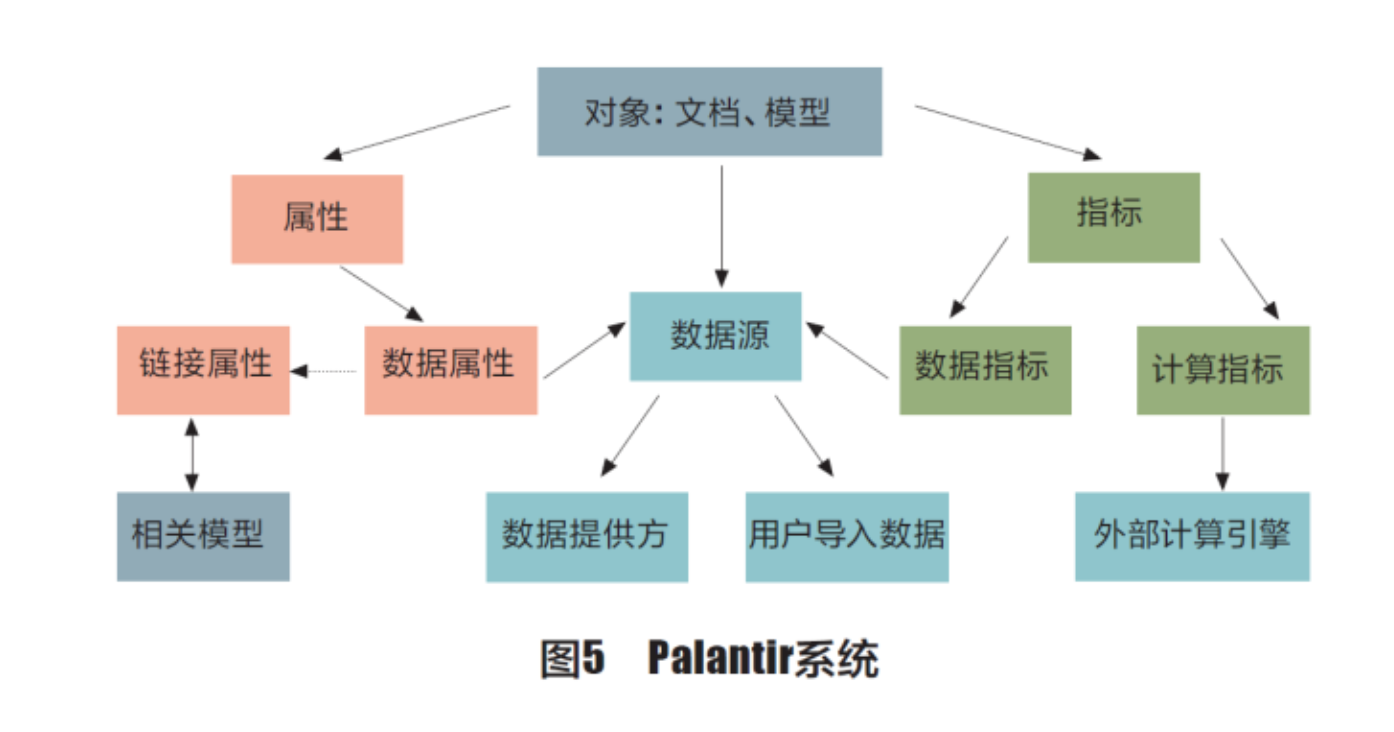 对象：文档、模型
属性
指标
数据源
链接属性
数据属性
数据指标
计算指标
相关模型
数据提供方
用户导入数据
外部计算引擎
图5 Palantir系统